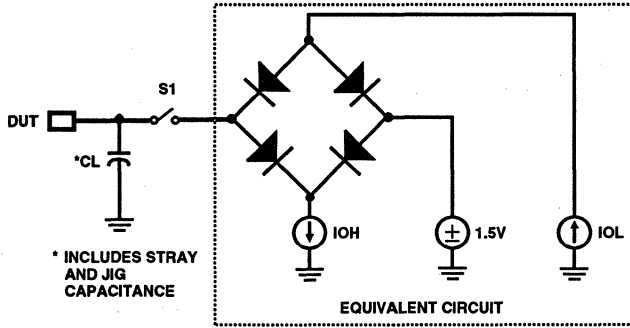 S1
DUT
*CL
IOH
± 1.5V
IOL
* INCLUDES STRAY
AND JIG
CAPACITANCE
EQUIVALENT CIRCUIT